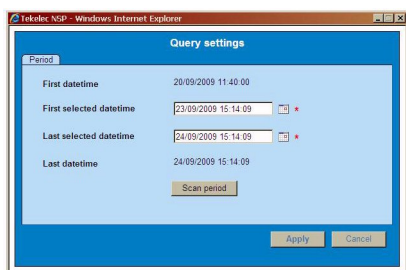 Tekelec NSP - Windows Internet Explorer
Query settings
Period
First datetime 20/09/2009 11:40:00
First selected datetime 23/09/2009 15:14:09 *
Last selected datetime 24/09/2009 15:14:09 *
Last datetime 24/09/2009 15:14:09
Scan period
Apply Cancel